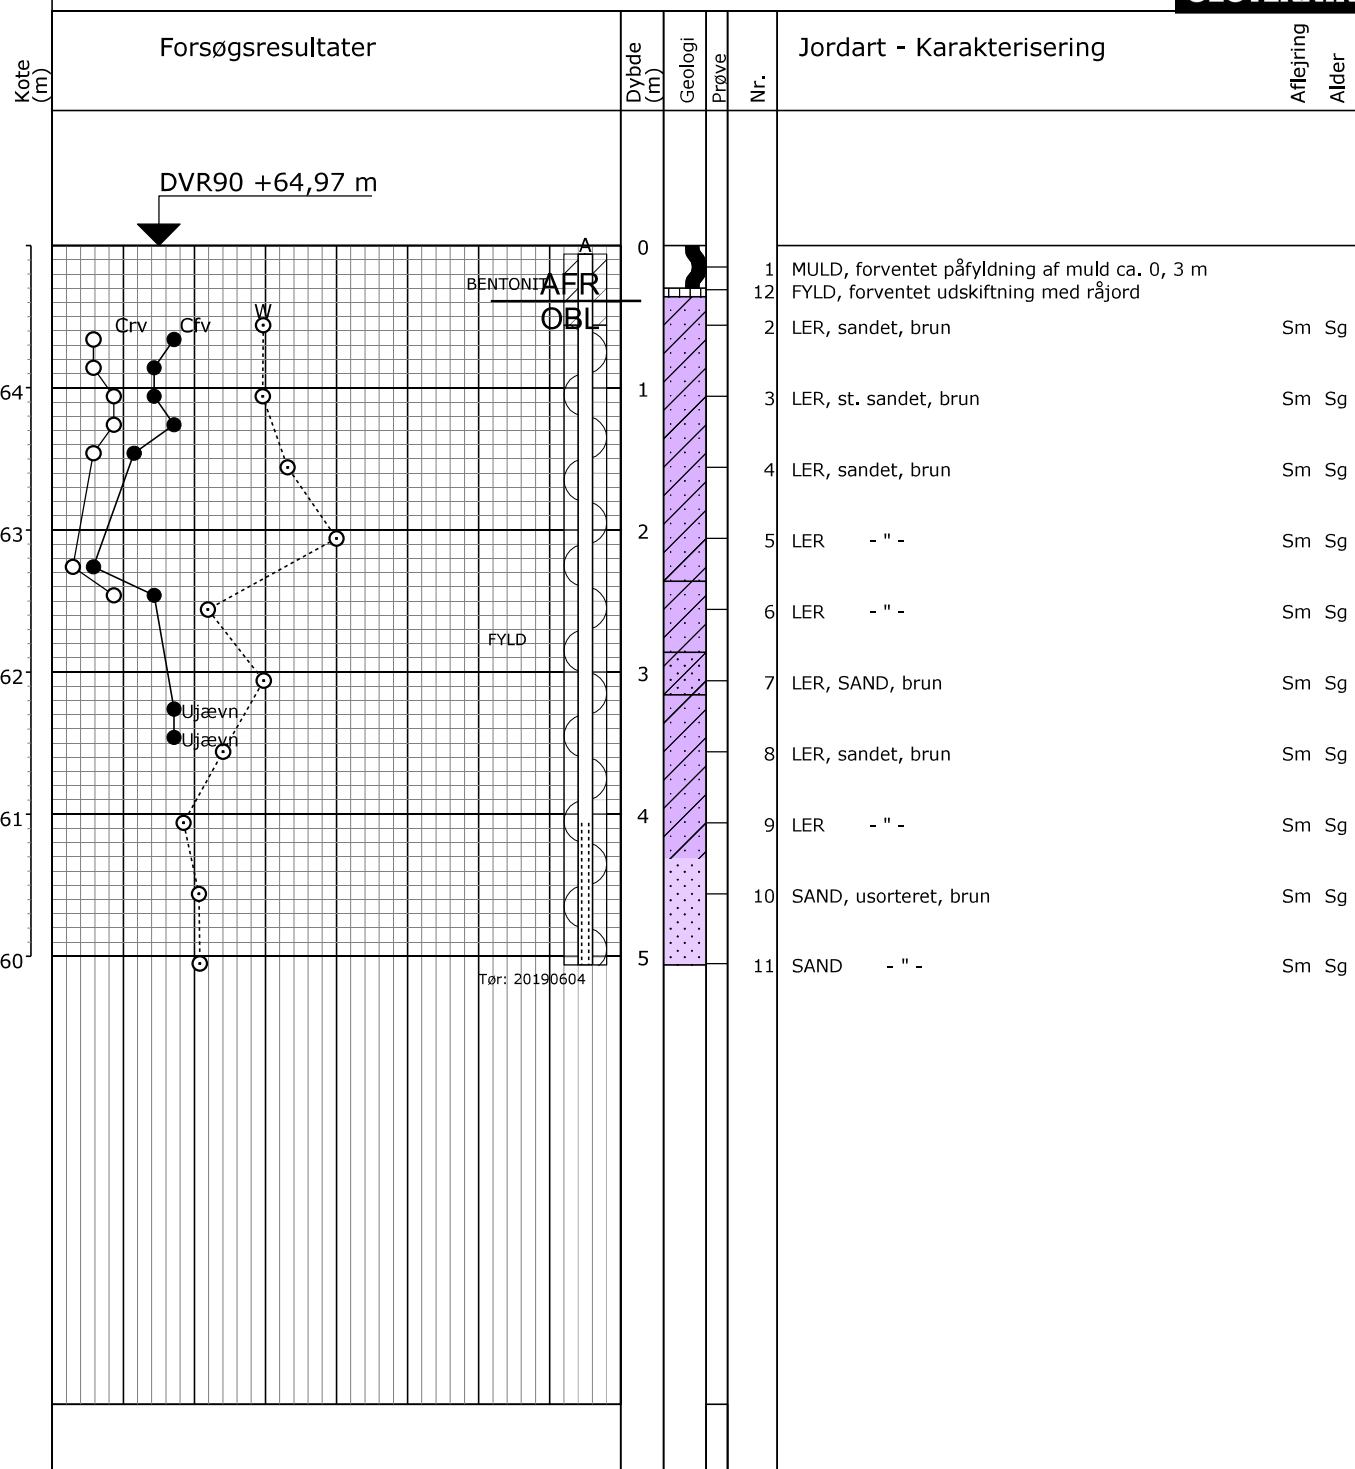 Kote (m)
Forsøgsresultater
Dybde (m)
Geologi
Prøve
Nr.
Jordart - Karakterisering
Aflejring
Alder
DVR90 +64,97 m
A
0
BENTONIT
AFR
1 MULD, forventet påfyldning af muld ca. 0, 3 m
12 FYLD, forventet udskiftning med råjord
OBL
Crv Cfv W
2 LER, sandet, brun Sm Sg
64 1
3 LER, st. sandet, brun Sm Sg
4 LER, sandet, brun Sm Sg
63 2
5 LER - " - Sm Sg
6 LER - " - Sm Sg
FYLD
62 3
7 LER, SAND, brun Sm Sg
Ujævn
Ujævn
8 LER, sandet, brun Sm Sg
61 4
9 LER - " - Sm Sg
10 SAND, usorteret, brun Sm Sg
60 5
11 SAND - " - Sm Sg
Tør: 20190604